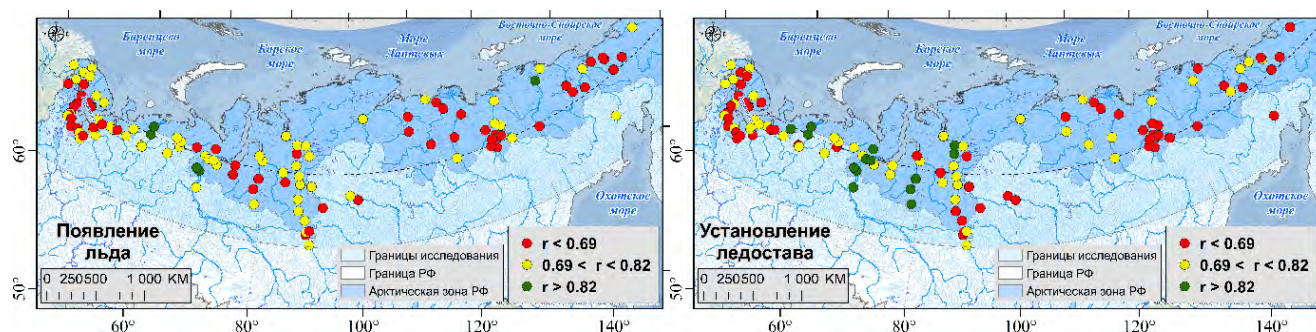 Баренцево
море
Карское
море
Море
Лаптевых
Восточно-Сибирское
море
Охотское
море
60°
50°
Появление
льда
0 250 500 1 000 KM
Границы исследования
Граница РФ
Арктическая зона РФ
r < 0.69
0.69 < r < 0.82
r > 0.82
60° 80° 100° 120° 140°
Баренцево
море
Карское
море
Море
Лаптевых
Восточно-Сибирское
море
Охотское
море
60°
50°
Установление
ледостава
0 250 500 1 000 KM
Границы исследования
Граница РФ
Арктическая зона РФ
r < 0.69
0.69 < r < 0.82
r > 0.82
60° 80° 100° 120° 140°